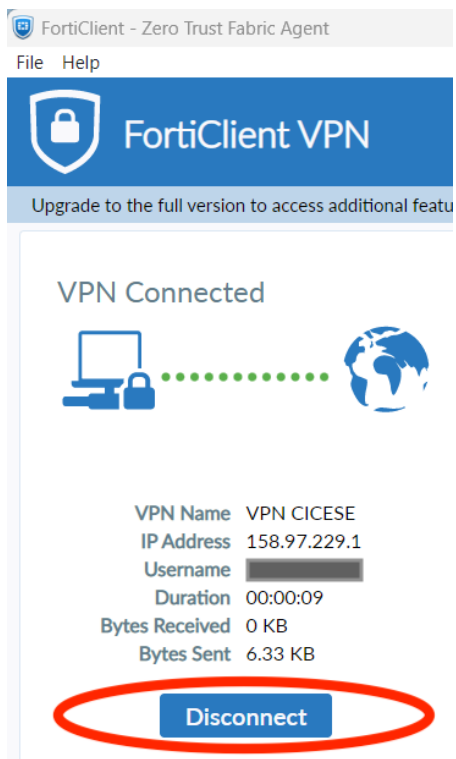 FortiClient - Zero Trust Fabric Agent
File Help
FortiClient VPN
Upgrade to the full version to access additional featu
VPN Connected
VPN Name VPN CICESE
IP Address 158.97.229.1
Username
Duration 00:00:09
Bytes Received 0 KB
Bytes Sent 6.33 KB
Disconnect